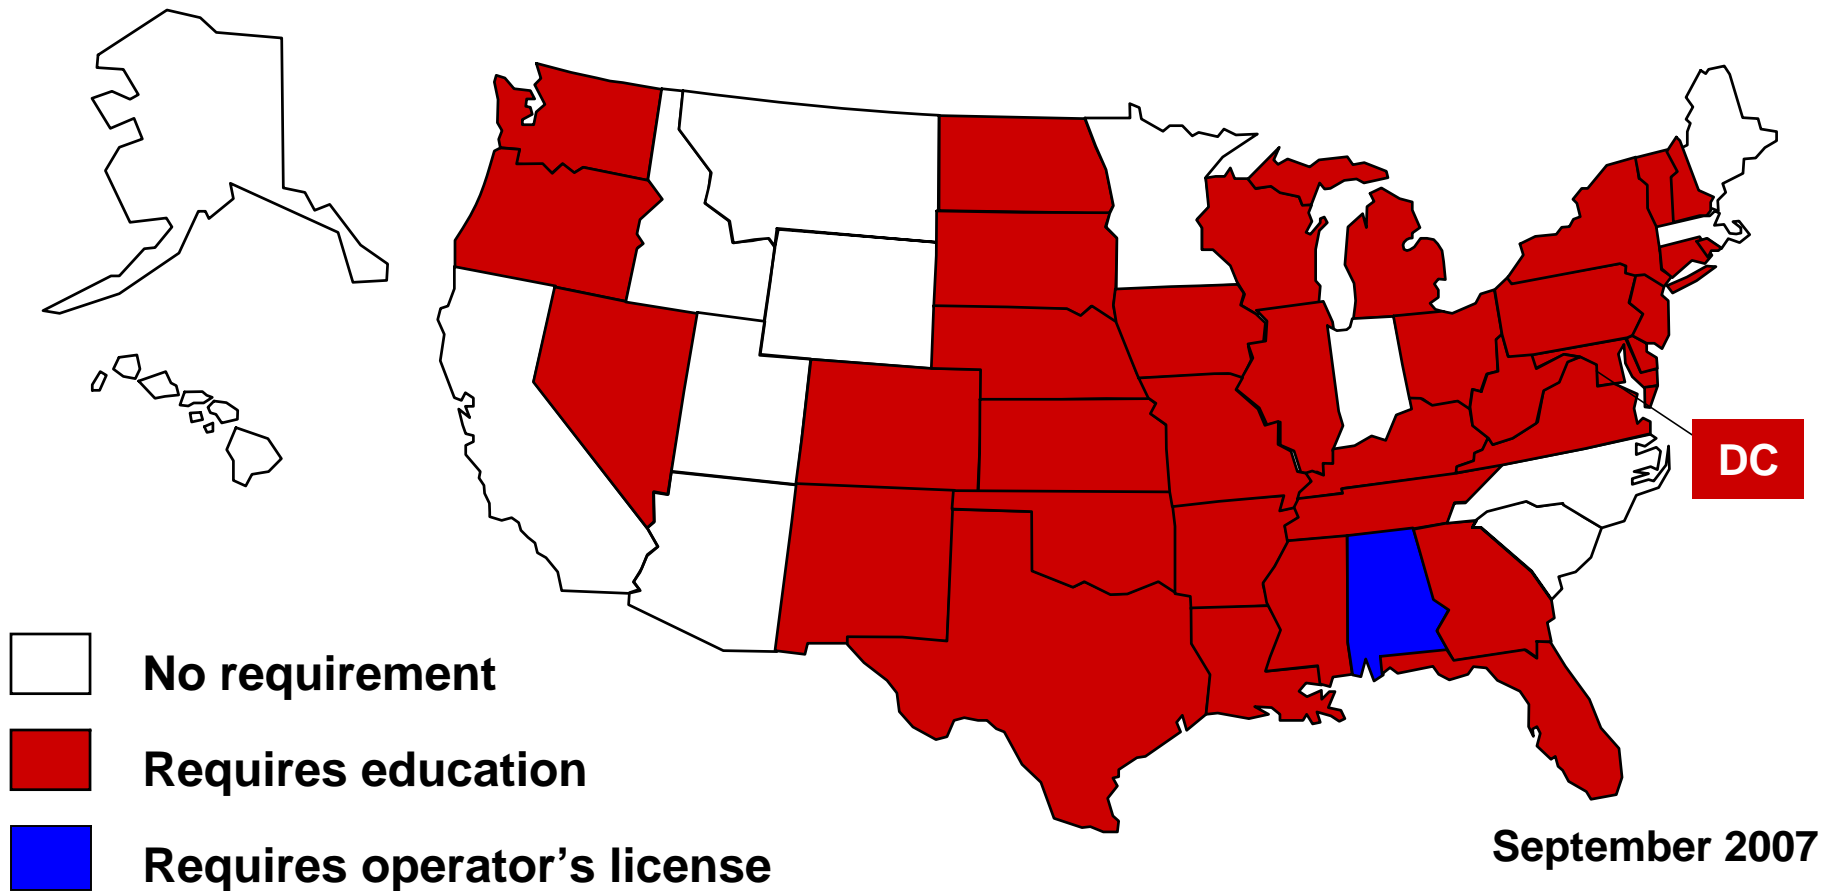 DC
No requirement
Requires education
Requires operator’s license
September 2007